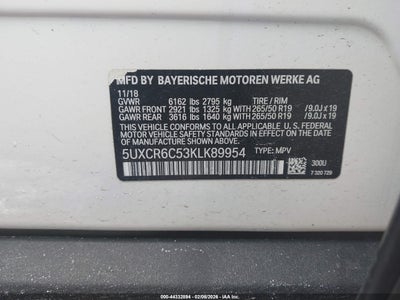 MFD BY BAYERISCHE MOTOREN WERKE AG
11/18
GVWR 6162 lbs 2795 kg TIRE / RIM
GAWR FRONT 2921 lbs 1325 kg WITH 265/50 R19 /9.0J x 19
GAWR REAR 3616 lbs 1640 kg WITH 265/50 R19 /9.0J x 19
THIS VEHICLE CONFORMS TO ALL APPLICABLE
U.S. FEDERAL MOTOR VEHICLE SAFETY STANDARDS
IN EFFECT ON THE DATE OF MANUFACTURE SHOWN ABOVE.
5UXCR6C53KLK89954 TYPE: MPV
300U
7 320 729
000-44332884 - 02/08/2026 - IAAI